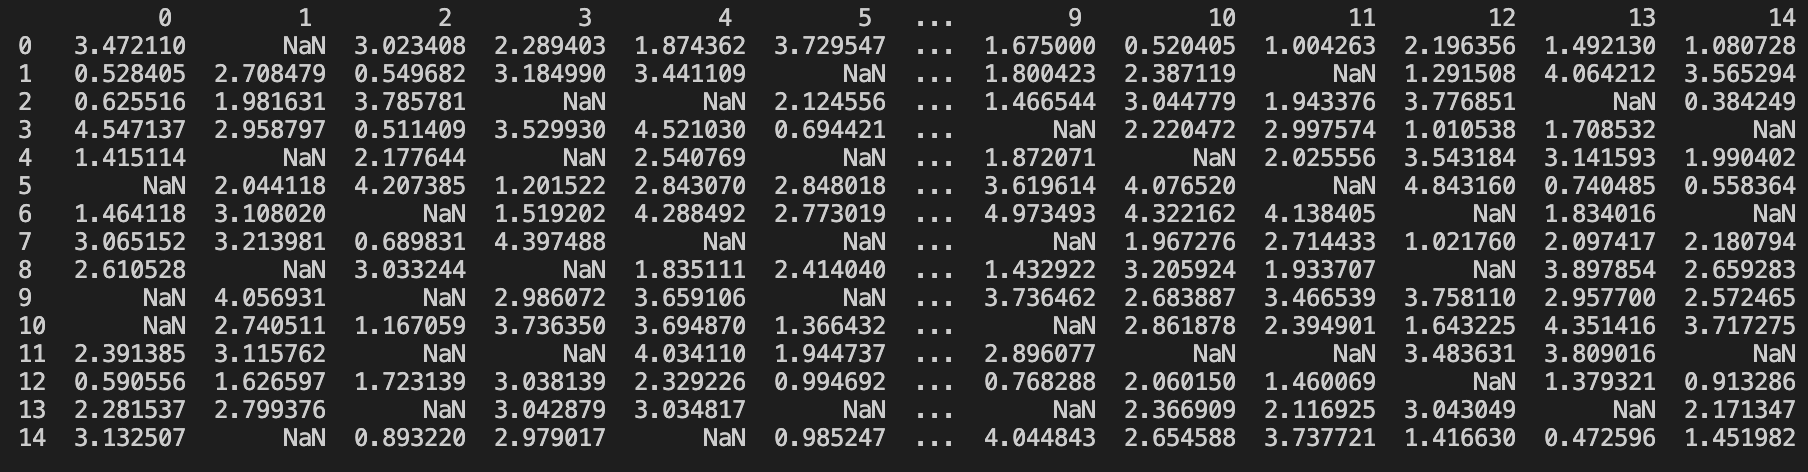 0 1 2 3 4 5 ... 9 10 11 12 13 14
0 3.472110 NaN 3.023408 2.289403 1.874362 3.729547 ... 1.675000 0.520405 1.004263 2.196356 1.492130 1.080728
1 0.528405 2.708479 0.549682 3.184990 3.441109 NaN ... 1.800423 2.387119 NaN 1.291508 4.064212 3.565294
2 0.625516 1.981631 3.785781 NaN NaN 2.124556 ... 1.466544 3.044779 1.943376 3.776851 NaN 0.384249
3 4.547137 2.958797 0.511409 3.529930 4.521030 0.694421 ... NaN 2.220472 2.997574 1.010538 1.708532 NaN
4 1.415114 NaN 2.177644 NaN 2.540769 NaN ... 1.872071 NaN 2.025556 3.543184 3.141593 1.990402
5 NaN 2.044118 4.207385 1.201522 2.843070 2.848018 ... 3.619614 4.076520 NaN 4.843160 0.740485 0.558364
6 1.464118 3.108020 NaN 1.519202 4.288492 2.773019 ... 4.973493 4.322162 4.138405 NaN 1.834016 NaN
7 3.065152 3.213981 0.689831 4.397488 NaN NaN ... NaN 1.967276 2.714433 1.021760 2.097417 2.180794
8 2.610528 NaN 3.033244 NaN 1.835111 2.414040 ... 1.432922 3.205924 1.933707 NaN 3.897854 2.659283
9 NaN 4.056931 NaN 2.986072 3.659106 NaN ... 3.736462 2.683887 3.466539 3.758110 2.957700 2.572465
10 NaN 2.740511 1.167059 3.736350 3.694870 1.366432 ... NaN 2.861878 2.394901 1.643225 4.351416 3.717275
11 2.391385 3.115762 NaN NaN 4.034110 1.944737 ... 2.896077 NaN NaN 3.483631 3.809016 NaN
12 0.590556 1.626597 1.723139 3.038139 2.329226 0.994692 ... 0.768288 2.060150 1.460069 NaN 1.379321 0.913286
13 2.281537 2.799376 NaN 3.042879 3.034817 NaN ... NaN 2.366909 2.116925 3.043049 NaN 2.171347
14 3.132507 NaN 0.893220 2.979017 NaN 0.985247 ... 4.044843 2.654588 3.737721 1.416630 0.472596 1.451982